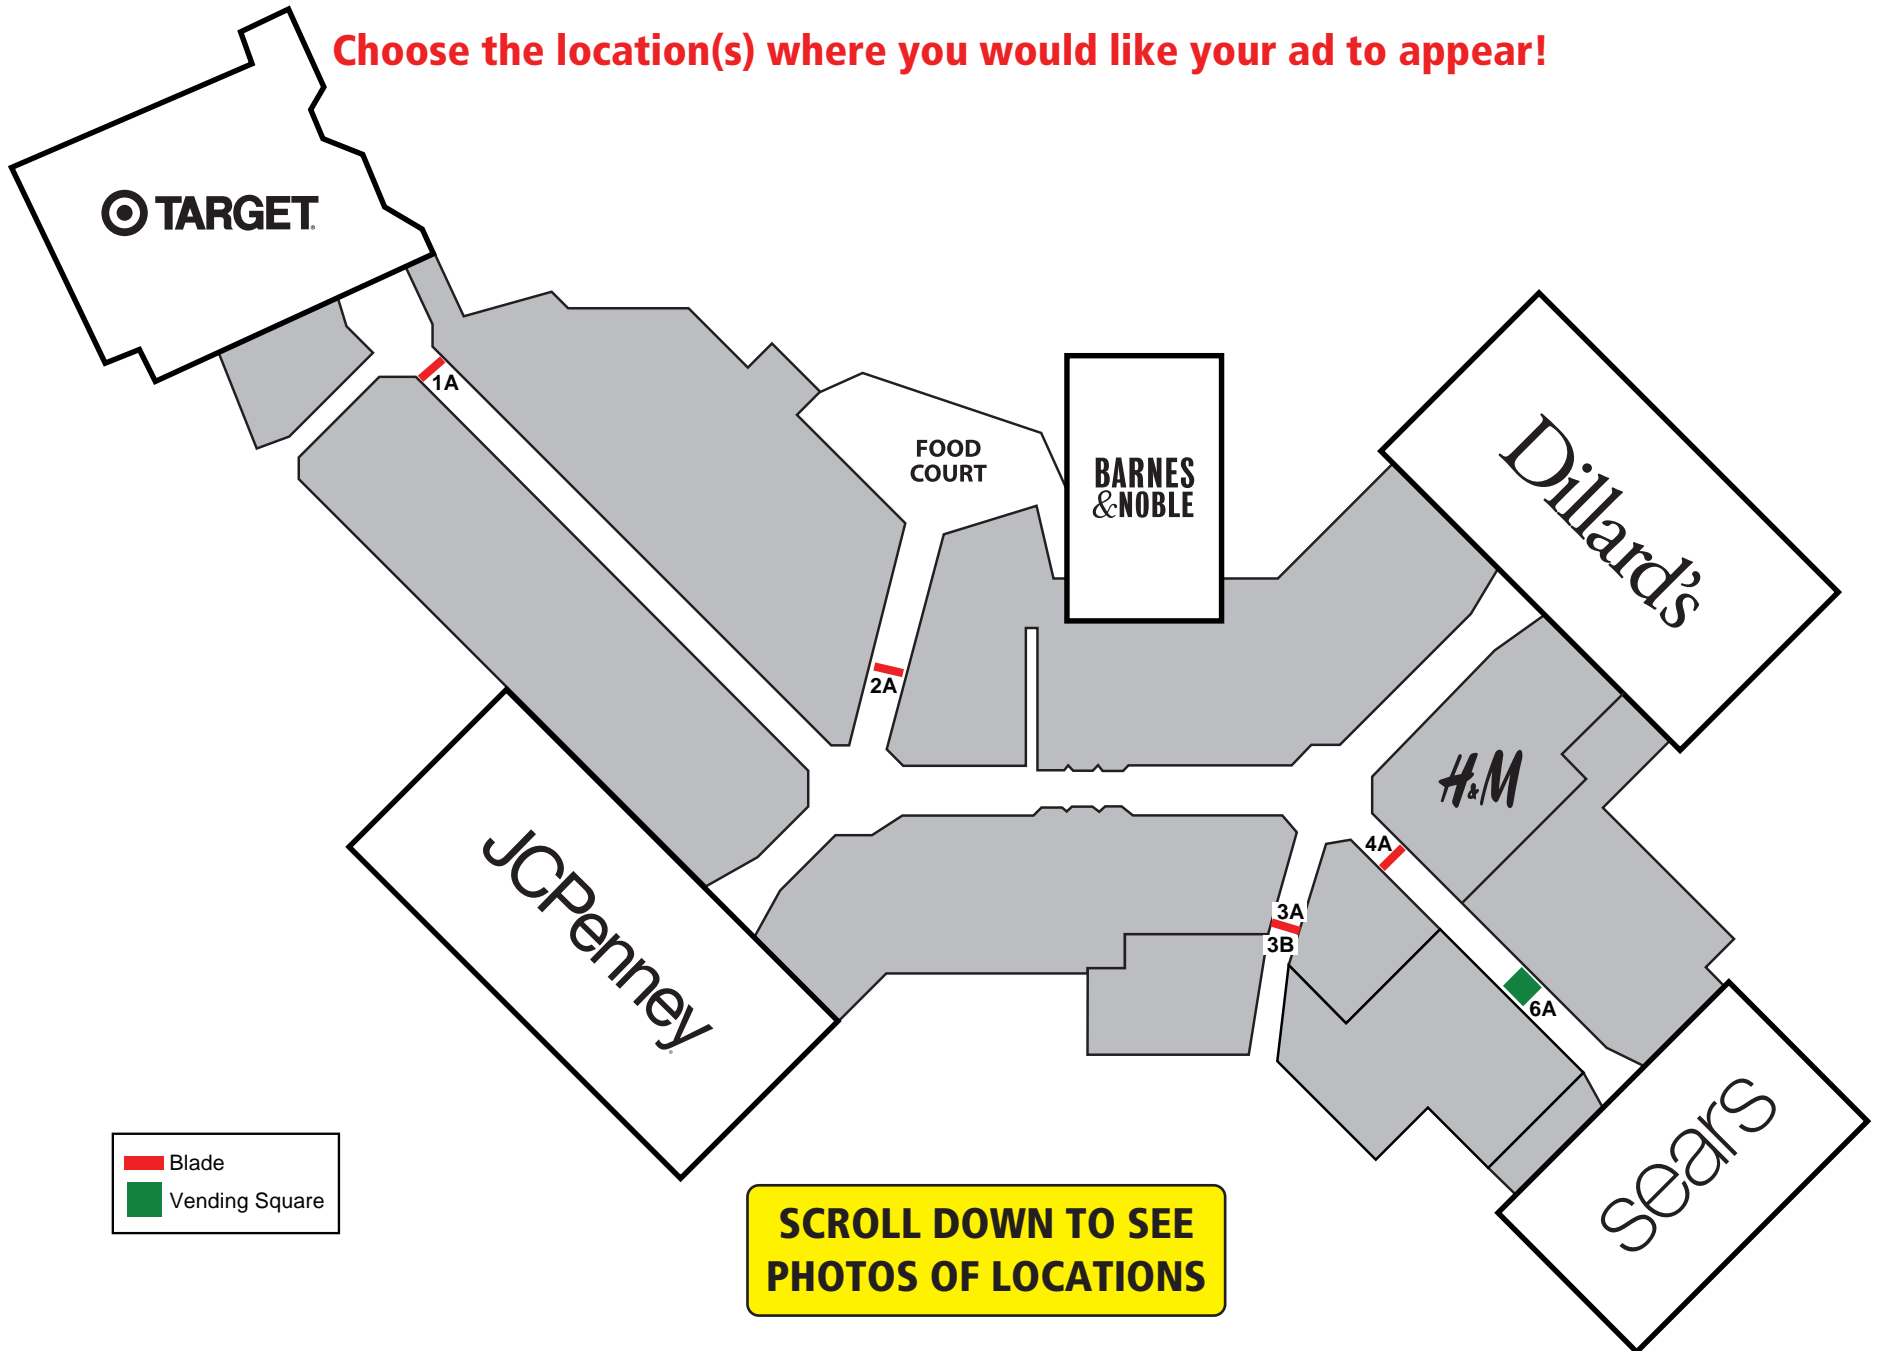 Choose the location(s) where you would like your ad to appear!
TARGET
1A
FOOD
COURT
BARNES
&NOBLE
Dillard's
2A
H&M
4A
3A
3B
JCPenney
6A
sears
Blade
Vending Square
SCROLL DOWN TO SEE
PHOTOS OF LOCATIONS